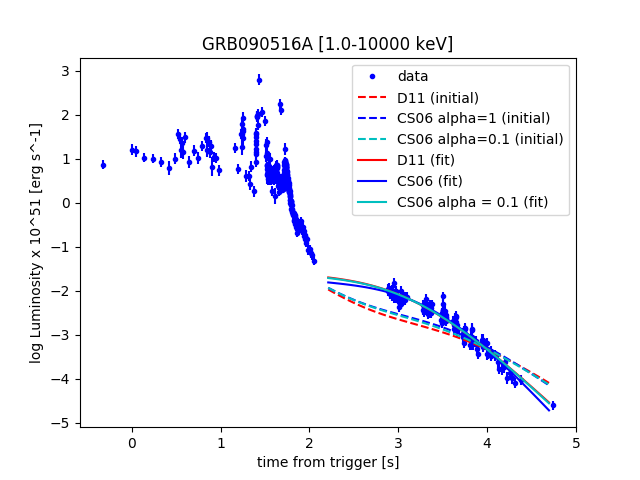 GRB090516A [1.0-10000 keV]
data
D11 (initial)
CS06 alpha=1 (initial)
CS06 alpha=0.1 (initial)
D11 (fit)
CS06 (fit)
CS06 alpha = 0.1 (fit)
log Luminosity x 10^51 [erg s^-1]
3
2
1
0
−1
−2
−3
−4
−5
0 1 2 3 4 5
time from trigger [s]